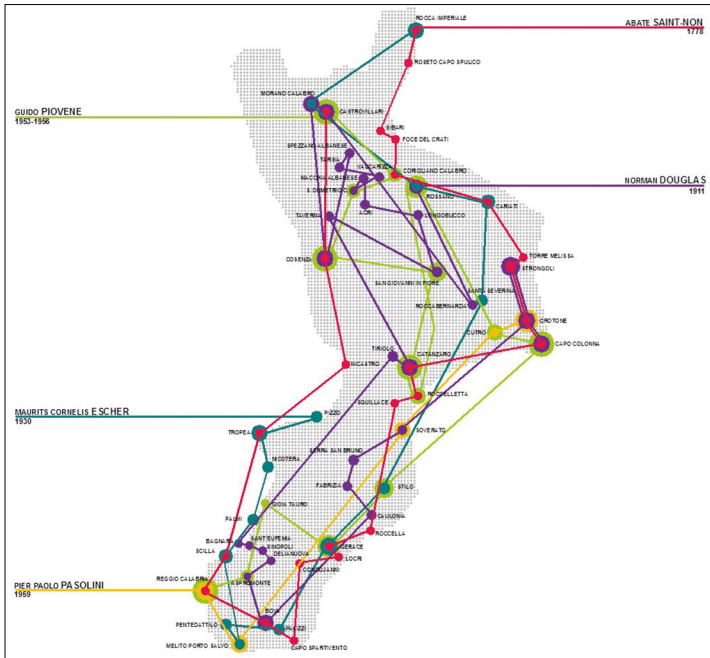 ROCCA IMPERIALE
ABATE SAINT-NON
1778
ROSETO CAPO SPULICO
MORANO CALABRO
GUIDO PIOVENE
1953-1956
CASTROVILLARI
SIBARI
FOCE DEL CRATI
SPEZZANO ALBANESE
TARSIA
VACCARIZZA
CORIGLIANO CALABRO
MACCHIA ALBANESE
NORMAN DOUGLAS
1911
S. DEMETRIO C.
ROSSANO
ACRI
CARIATI
TAVERNA
LONGOBUCCO
COSENZA
TORRE MELISSA
STRONGOLI
SAN GIOVANNI IN FIORE
SANTA SEVERINA
ROCCABERNARDA
CROTONE
CUTRO
CAPO COLONNA
TIRIOLO
CATANZARO
NICASTRO
ROCCELLETTA
SQUILLACE
MAURITS CORNELIS ESCHER
1930
PIZZO
TROPEA
SOVERATO
SERRA SAN BRUNO
NICOTERA
FABRIZIA
STILO
GIOIA TAURO
PALMI
CAULONIA
ROCCELLA
BAGNARA
SANT'EUFEMIA
SINOPOLI
GERACE
SCILLA
DELIANUOVA
LOCRI
CONDOJANNI
PIER PAOLO PASOLINI
1959
REGGIO CALABRIA
ASPROMONTE
BOVA
PENTEDATTILO
PALIZZI
MELITO PORTO SALVO
CAPO SPARTIVENTO